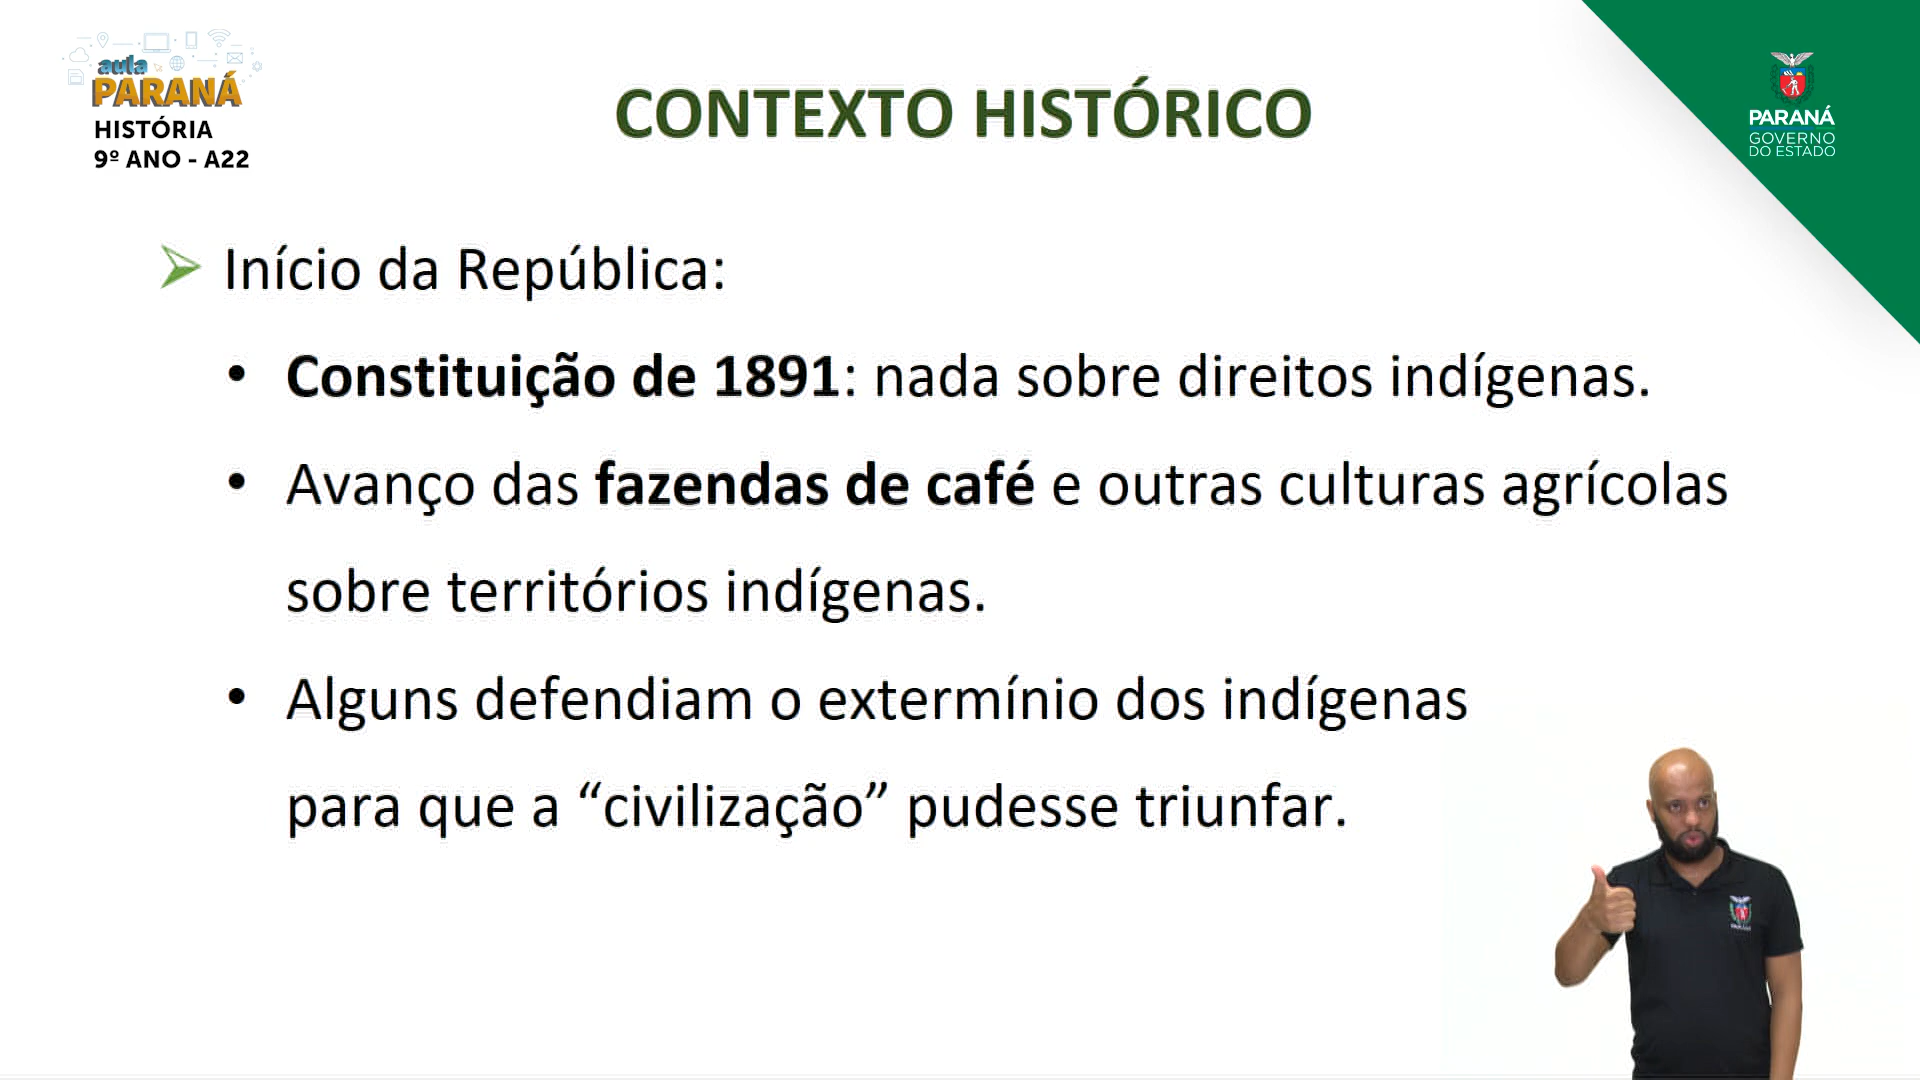 aula
PARANÁ
HISTÓRIA
9º ANO - A22
CONTEXTO HISTÓRICO
PARANÁ
GOVERNO
DO ESTADO
➢ Início da República:
• Constituição de 1891: nada sobre direitos indígenas.
• Avanço das fazendas de café e outras culturas agrícolas
sobre territórios indígenas.
• Alguns defendiam o extermínio dos indígenas
para que a “civilização” pudesse triunfar.